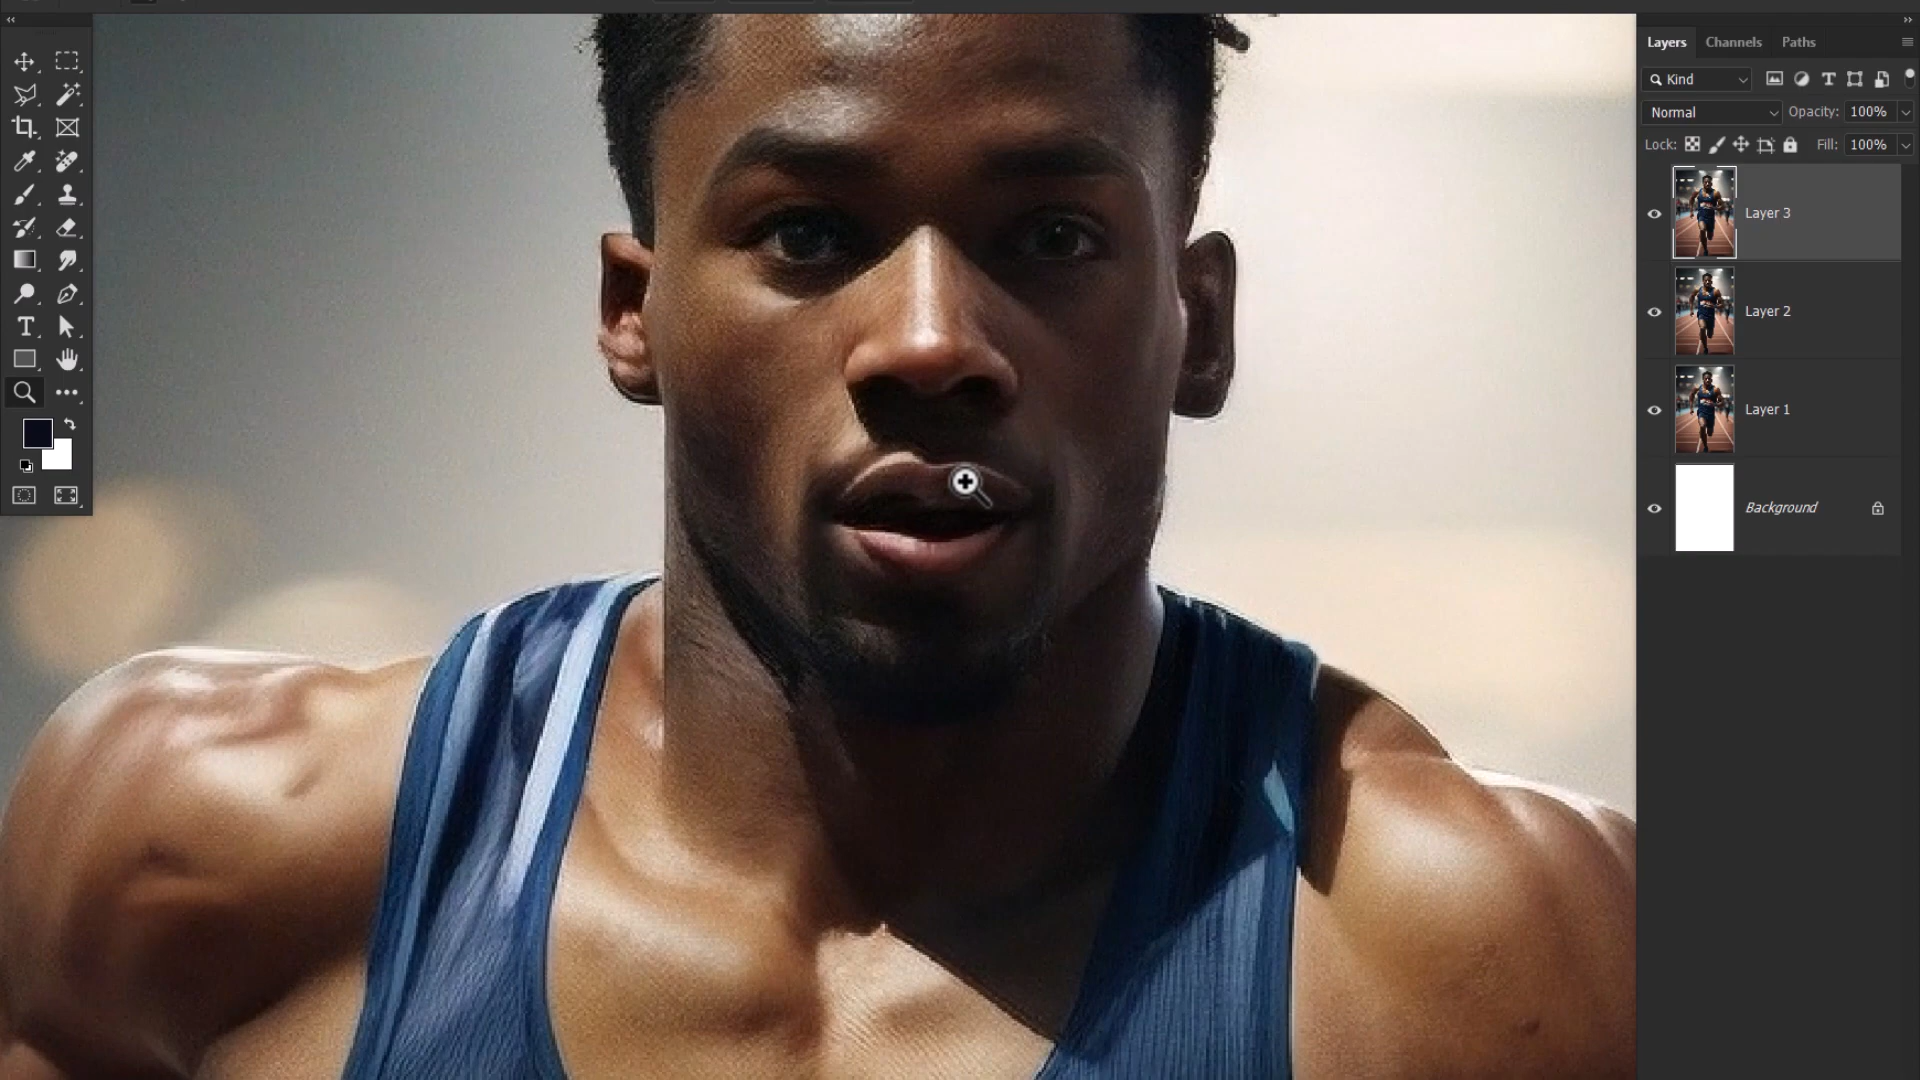 Layers Channels Paths
Kind
Normal Opacity: 100%
Lock: Fill: 100%
Layer 3
Layer 2
Layer 1
Background